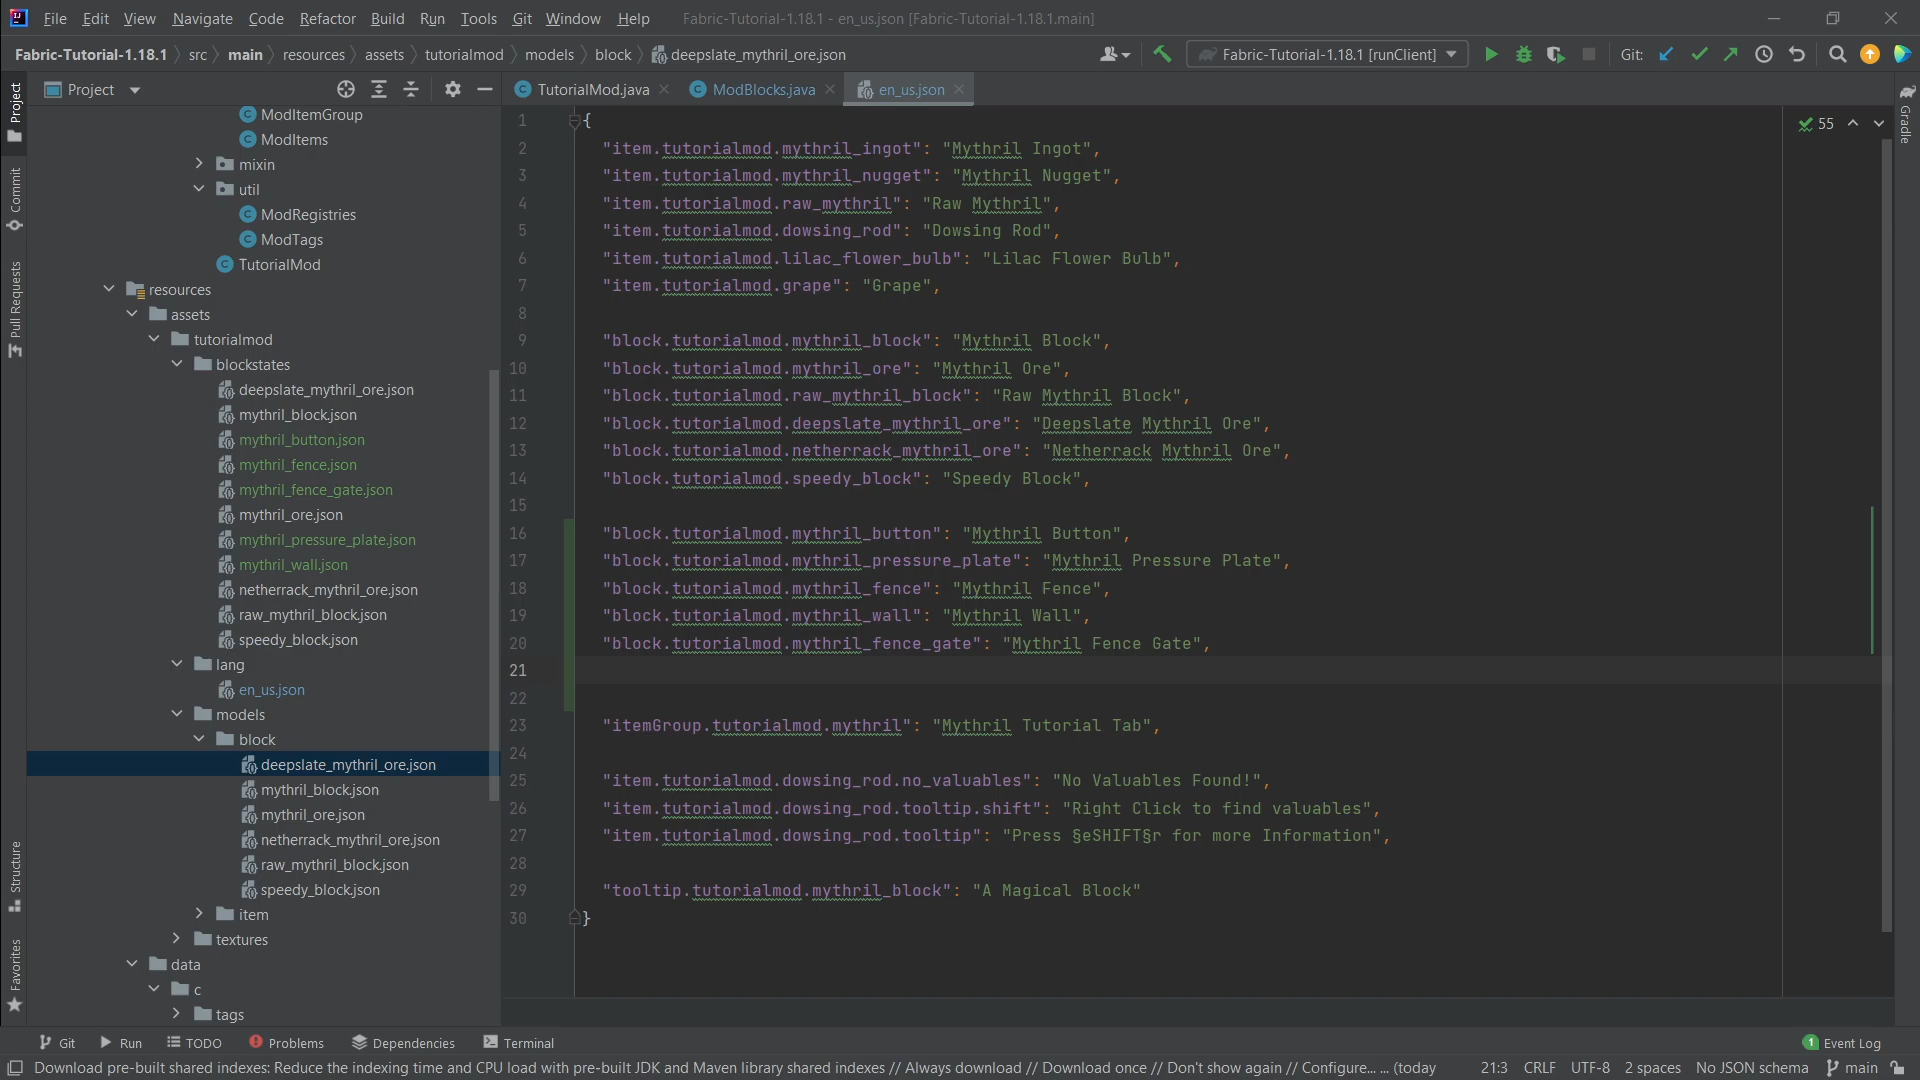 File Edit View Navigate Code Refactor Build Run Tools Git Window Help Fabric-Tutorial-1.18.1 - en_us.json [Fabric-Tutorial-1.18.1.main]
Fabric-Tutorial-1.18.1 src main resources assets tutorialmod models block deepslate_mythril_ore.json Fabric-Tutorial-1.18.1 [runClient] Git:
Project TutorialMod.java ModBlocks.java en_us.json
Project
Commit
Pull Requests
Structure
Favorites
ModItemGroup
ModItems
mixin
util
ModRegistries
ModTags
TutorialMod
resources
assets
tutorialmod
blockstates
deepslate_mythril_ore.json
mythril_block.json
mythril_button.json
mythril_fence.json
mythril_fence_gate.json
mythril_ore.json
mythril_pressure_plate.json
mythril_wall.json
netherrack_mythril_ore.json
raw_mythril_block.json
speedy_block.json
lang
en_us.json
models
block
deepslate_mythril_ore.json
mythril_block.json
mythril_ore.json
netherrack_mythril_ore.json
raw_mythril_block.json
speedy_block.json
item
textures
data
c
tags
1 {
2 "item.tutorialmod.mythril_ingot": "Mythril Ingot",
3 "item.tutorialmod.mythril_nugget": "Mythril Nugget",
4 "item.tutorialmod.raw_mythril": "Raw Mythril",
5 "item.tutorialmod.dowsing_rod": "Dowsing Rod",
6 "item.tutorialmod.lilac_flower_bulb": "Lilac Flower Bulb",
7 "item.tutorialmod.grape": "Grape",
8
9 "block.tutorialmod.mythril_block": "Mythril Block",
10 "block.tutorialmod.mythril_ore": "Mythril Ore",
11 "block.tutorialmod.raw_mythril_block": "Raw Mythril Block",
12 "block.tutorialmod.deepslate_mythril_ore": "Deepslate Mythril Ore",
13 "block.tutorialmod.netherrack_mythril_ore": "Netherrack Mythril Ore",
14 "block.tutorialmod.speedy_block": "Speedy Block",
15
16 "block.tutorialmod.mythril_button": "Mythril Button",
17 "block.tutorialmod.mythril_pressure_plate": "Mythril Pressure Plate",
18 "block.tutorialmod.mythril_fence": "Mythril Fence",
19 "block.tutorialmod.mythril_wall": "Mythril Wall",
20 "block.tutorialmod.mythril_fence_gate": "Mythril Fence Gate",
21
22
23 "itemGroup.tutorialmod.mythril": "Mythril Tutorial Tab",
24
25 "item.tutorialmod.dowsing_rod.no_valuables": "No Valuables Found!",
26 "item.tutorialmod.dowsing_rod.tooltip.shift": "Right Click to find valuables",
27 "item.tutorialmod.dowsing_rod.tooltip": "Press §eSHIFT§r for more Information",
28
29 "tooltip.tutorialmod.mythril_block": "A Magical Block"
30 }
55
Gradle
Git Run TODO Problems Dependencies Terminal 1 Event Log
Download pre-built shared indexes: Reduce the indexing time and CPU load with pre-built JDK and Maven library shared indexes // Always download // Download once // Don't show again // Configure... ... (today 21:3 CRLF UTF-8 2 spaces No JSON schema main